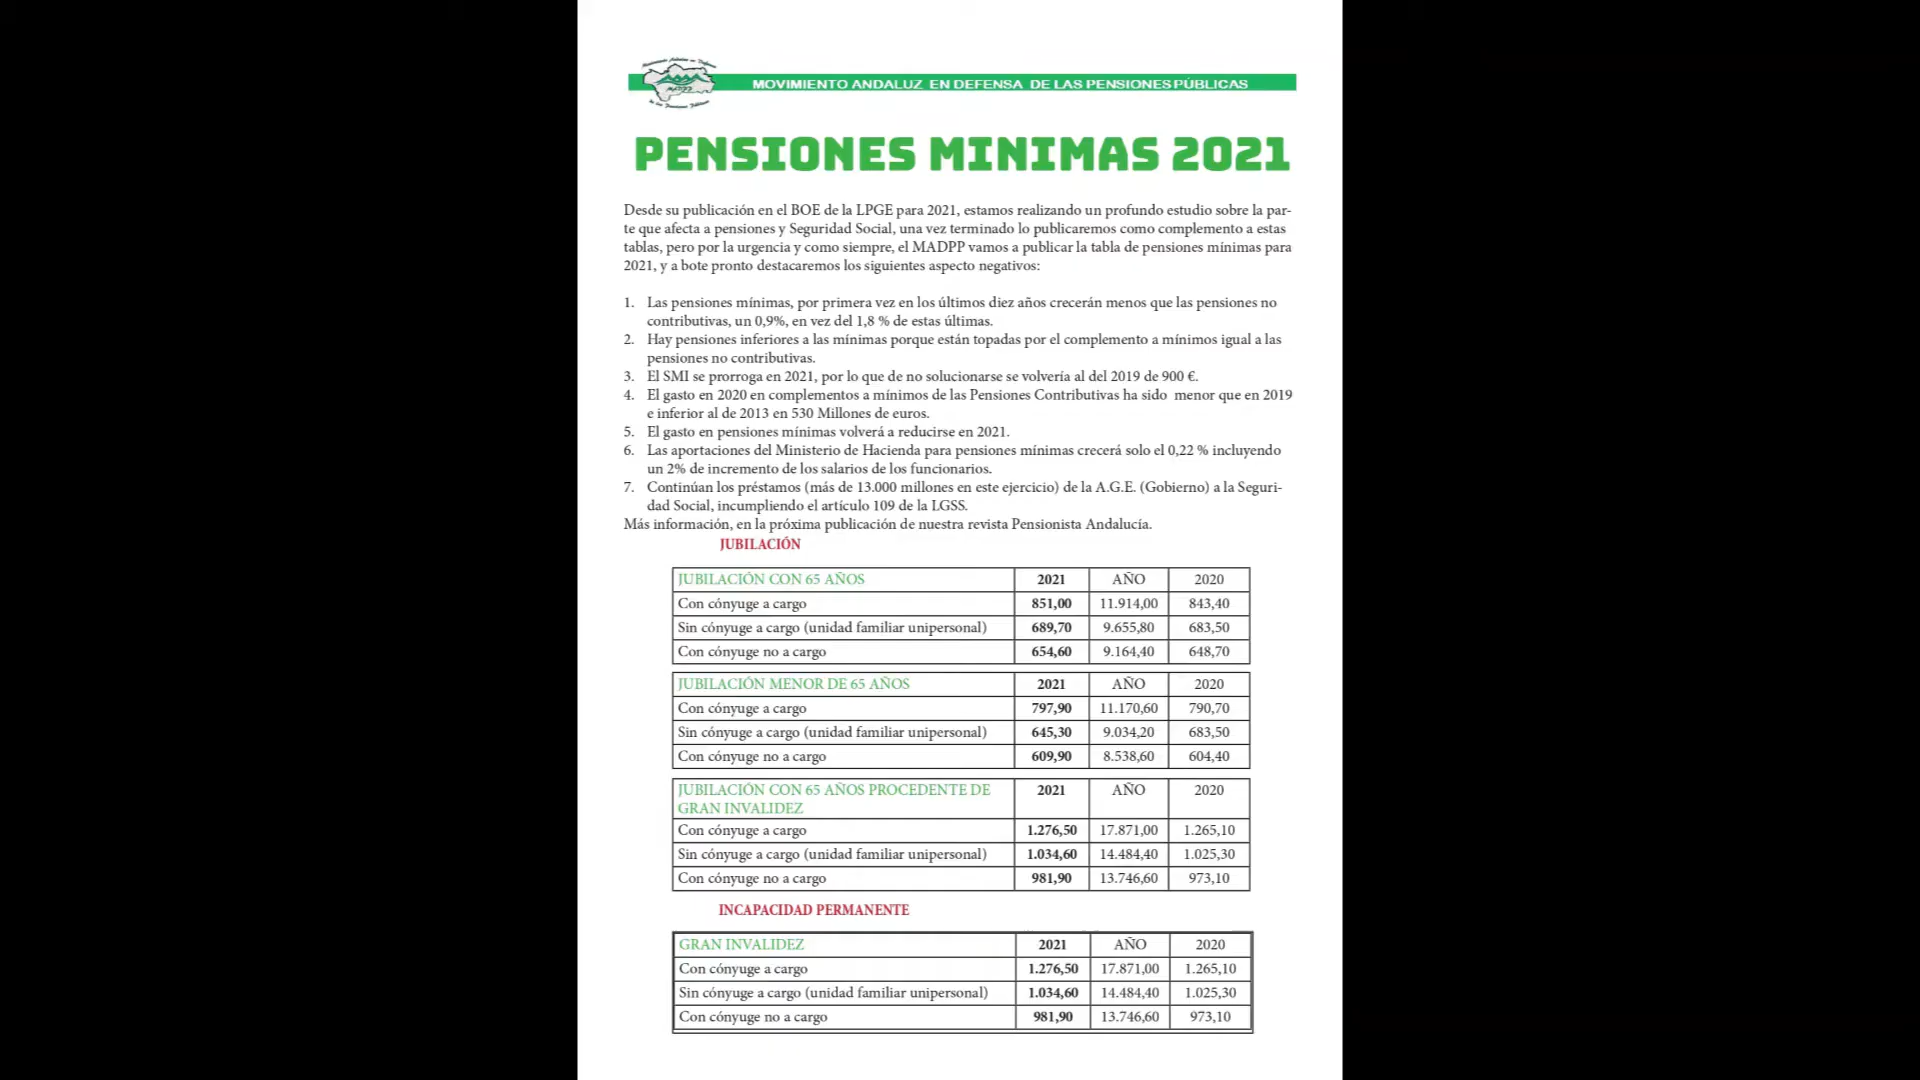 MOVIMIENTO ANDALUZ EN DEFENSA DE LAS PENSIONES PÚBLICAS
PENSIONES MINIMAS 2021
Desde su publicación en el BOE de la LPGE para 2021, estamos realizando un profundo estudio sobre la par-
te que afecta a pensiones y Seguridad Social, una vez terminado lo publicaremos como complemento a estas
tablas, pero por la urgencia y como siempre, el MADPP vamos a publicar la tabla de pensiones mínimas para
2021, y a bote pronto destacaremos los siguientes aspecto negativos:
1. Las pensiones mínimas, por primera vez en los últimos diez años crecerán menos que las pensiones no
contributivas, un 0,9%, en vez del 1,8 % de estas últimas.
2. Hay pensiones inferiores a las mínimas porque están topadas por el complemento a mínimos igual a las
pensiones no contributivas.
3. El SMI se prorroga en 2021, por lo que de no solucionarse se volvería al del 2019 de 900 €.
4. El gasto en 2020 en complementos a mínimos de las Pensiones Contributivas ha sido menor que en 2019
e inferior al de 2013 en 530 Millones de euros.
5. El gasto en pensiones mínimas volverá a reducirse en 2021.
6. Las aportaciones del Ministerio de Hacienda para pensiones mínimas crecerá solo el 0,22 % incluyendo
un 2% de incremento de los salarios de los funcionarios.
7. Continúan los préstamos (más de 13.000 millones en este ejercicio) de la A.G.E. (Gobierno) a la Seguri-
dad Social, incumpliendo el artículo 109 de la LGSS.
Más información, en la próxima publicación de nuestra revista Pensionista Andalucía.
JUBILACIÓN
JUBILACIÓN CON 65 AÑOS 2021 AÑO 2020
Con cónyuge a cargo 851,00 11.914,00 843,40
Sin cónyuge a cargo (unidad familiar unipersonal) 689,70 9.655,80 683,50
Con cónyuge no a cargo 654,60 9.164,40 648,70
JUBILACIÓN MENOR DE 65 AÑOS 2021 AÑO 2020
Con cónyuge a cargo 797,90 11.170,60 790,70
Sin cónyuge a cargo (unidad familiar unipersonal) 645,30 9.034,20 683,50
Con cónyuge no a cargo 609,90 8.538,60 604,40
JUBILACIÓN CON 65 AÑOS PROCEDENTE DE 2021 AÑO 2020
GRAN INVALIDEZ
Con cónyuge a cargo 1.276,50 17.871,00 1.265,10
Sin cónyuge a cargo (unidad familiar unipersonal) 1.034,60 14.484,40 1.025,30
Con cónyuge no a cargo 981,90 13.746,60 973,10
INCAPACIDAD PERMANENTE
GRAN INVALIDEZ 2021 AÑO 2020
Con cónyuge a cargo 1.276,50 17.871,00 1.265,10
Sin cónyuge a cargo (unidad familiar unipersonal) 1.034,60 14.484,40 1.025,30
Con cónyuge no a cargo 981,90 13.746,60 973,10